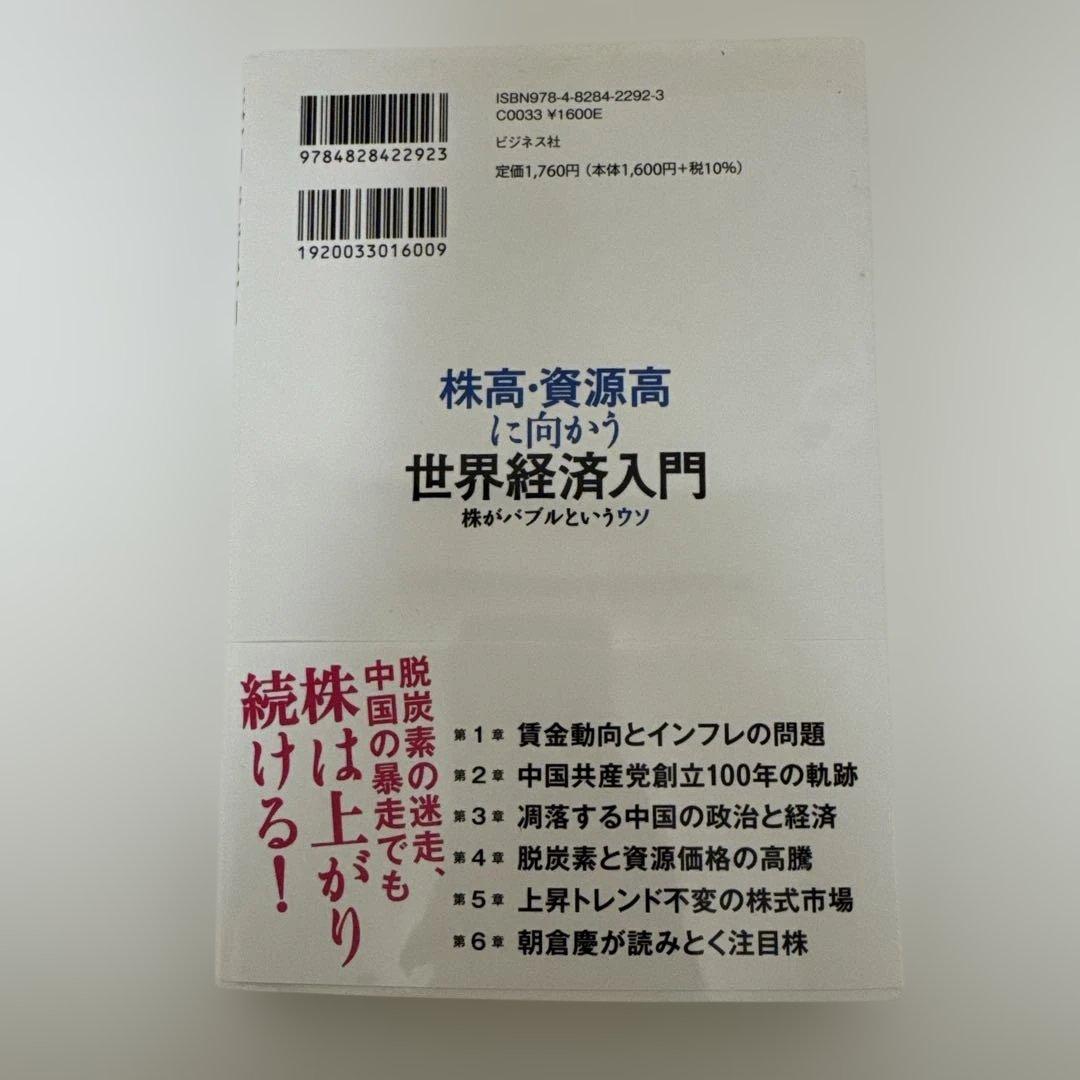 ISBN978-4-8284-2292-3
C0033 ¥1600E
ビジネス社
定価1,760円(本体1,600円+税10%)
9784828422923
1920033016009
株高・資源高
に向かう
世界経済入門
株がバブルというウソ
脱炭素の迷走、
中国の暴走でも
株は上がり
続ける!
第1章 賃金動向とインフレの問題
第2章 中国共産党創立100年の軌跡
第3章 凋落する中国の政治と経済
第4章 脱炭素と資源価格の高騰
第5章 上昇トレンド不変の株式市場
第6章 朝倉慶が読みとく注目株